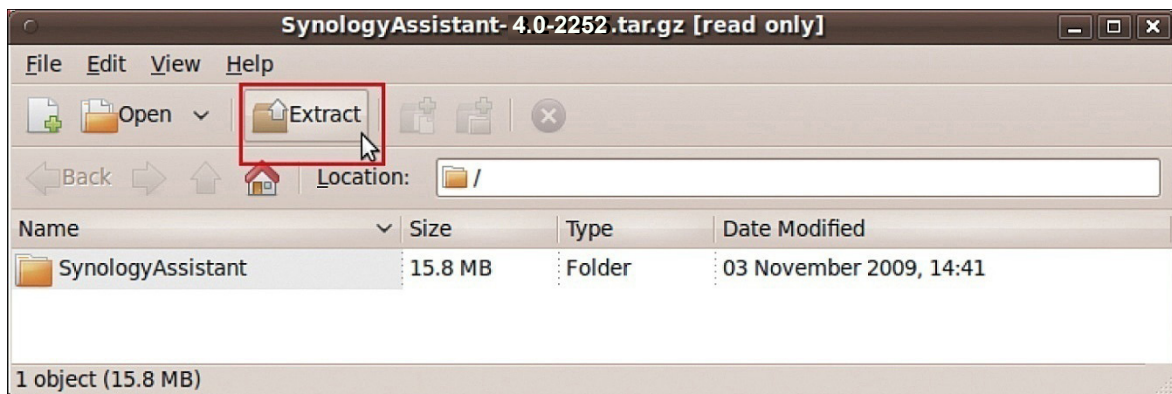 SynologyAssistant- 4.0-2252.tar.gz [read only]
File Edit View Help
Open Extract
Back Location: /
Name Size Type Date Modified
SynologyAssistant 15.8 MB Folder 03 November 2009, 14:41
1 object (15.8 MB)